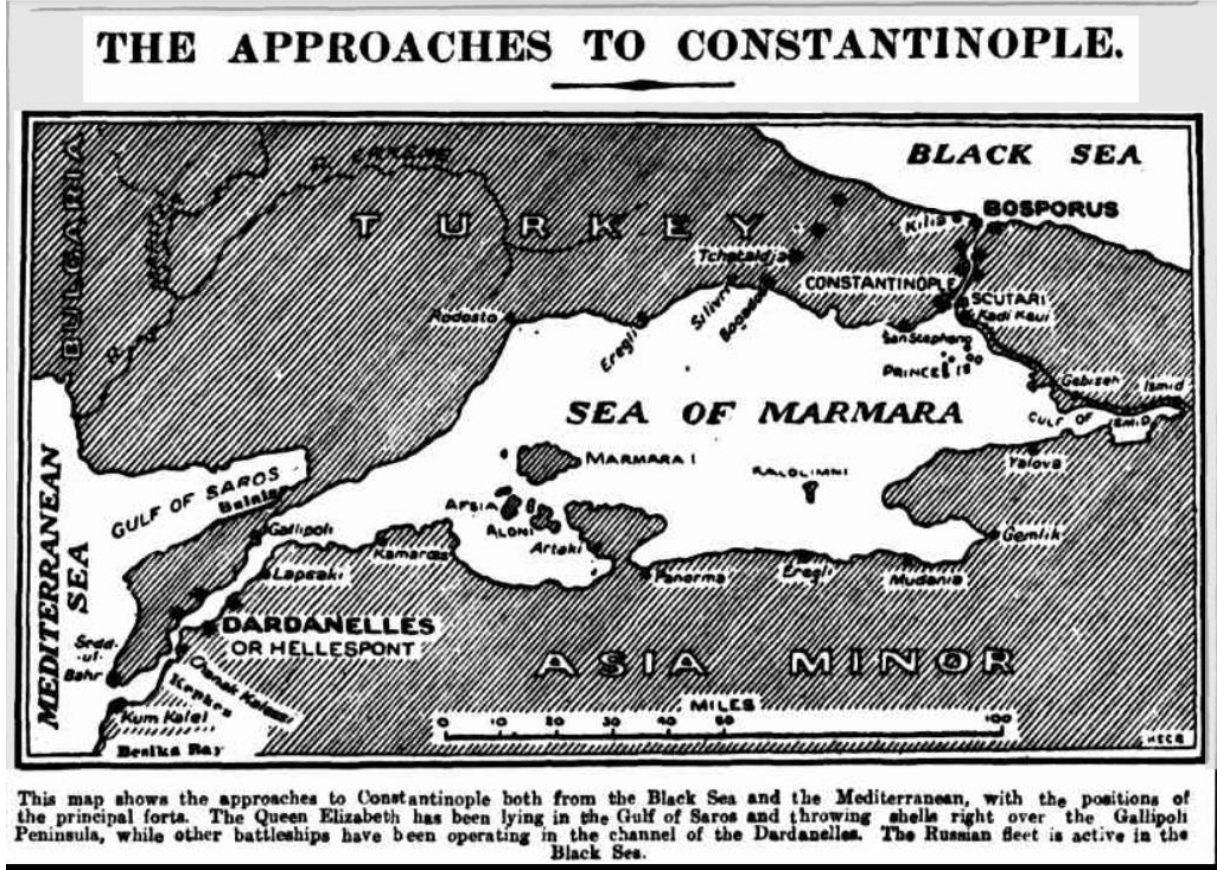 THE APPROACHES TO CONSTANTINOPLE.
BLACK SEA
BULGARIA
R.
TURKEY
Kilia
BOSPORUS
Tchataldja
CONSTANTINOPLE
SCUTARI
Kadi Keui
Rodosto
Eregli
Silivri
San Stephano
PRINCE IS
Gebizeh
Ismid
SEA OF MARMARA
GULF OF ISMID
MEDITERRANEAN
SEA
GULF OF SAROS
Bulair
MARMARA I
KALOLIMNI
Yalova
AFSIA
ALONI
Gallipoli
Artaki
Gemlik
Kamares
Lapsaki
Panorma
Eregli
Mudania
DARDANELLES
OR HELLESPONT
Sedd-
-ul-
Bahr
ASIA MINOR
Chanak Kalessi
Kephez
Kum Kalei
Besika Bay
MILES
0 10 20 30 40 50 100
This map shows the approaches to Constantinople both from the Black Sea and the Mediterranean, with the positions of
the principal forts. The Queen Elizabeth has been lying in the Gulf of Saros and throwing shells right over the Gallipoli
Peninsula, while other battleships have been operating in the channel of the Dardanelles. The Russian fleet is active in the
Black Sea.